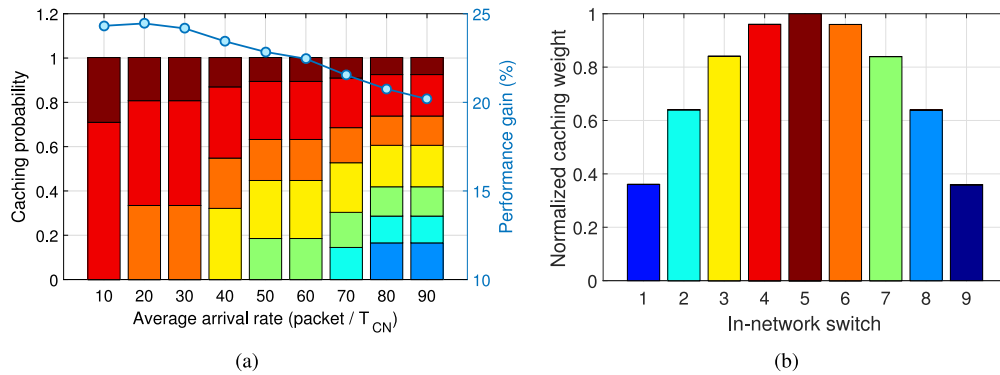 1.2
1
0.8
0.6
0.4
0.2
0
Caching probability
25
20
15
10
Performance gain (%)
10 20 30 40 50 60 70 80 90
Average arrival rate (packet / T_CN)
(a)
1
0.8
0.6
0.4
0.2
0
Normalized caching weight
1 2 3 4 5 6 7 8 9
In-network switch
(b)